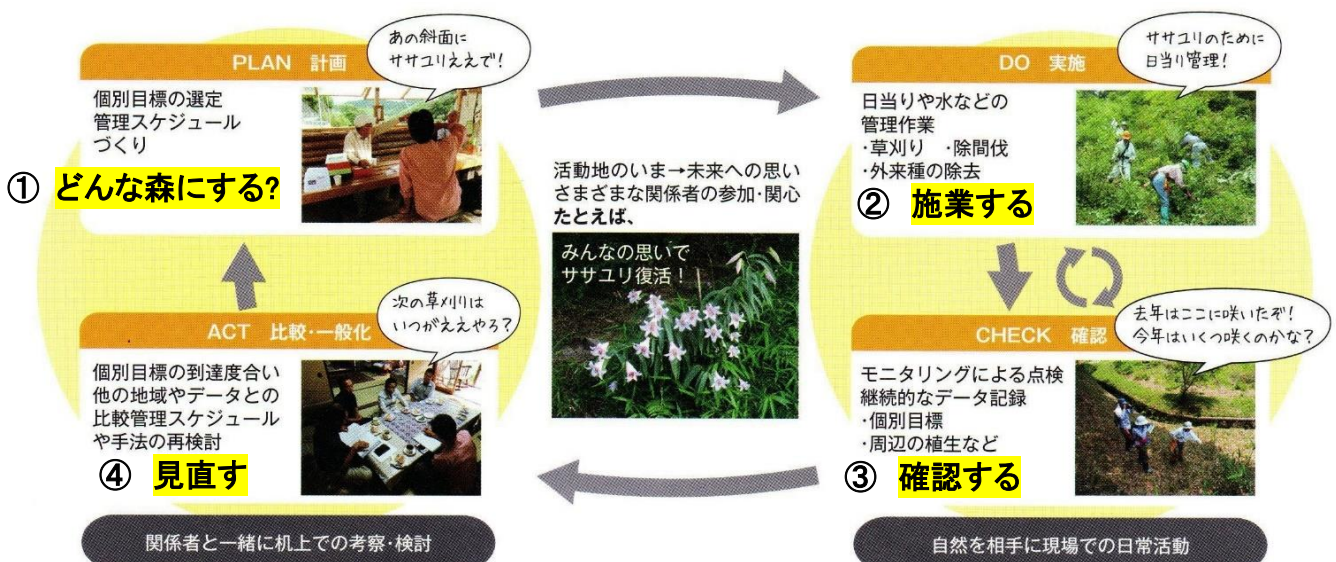 PLAN 計画
あの斜面に
ササユリええで!
個別目標の選定
管理スケジュール
づくり
① どんな森にする?
DO 実施
ササユリのために
日当り管理!
日当りや水などの
管理作業
・草刈り ・除間伐
・外来種の除去
② 施業する
活動地のいま→未来への思い
さまざまな関係者の参加・関心
たとえば、
みんなの思いで
ササユリ復活!
CHECK 確認
去年はここに咲いたぞ!
今年はいくつ咲くのかな?
モニタリングによる点検
継続的なデータ記録
・個別目標
・周辺の植生など
③ 確認する
ACT 比較・一般化
次の草刈りは
いつがええやろ?
個別目標の到達度合い
他の地域やデータとの
比較管理スケジュール
や手法の再検討
④ 見直す
関係者と一緒に机上での考察・検討
自然を相手に現場での日常活動